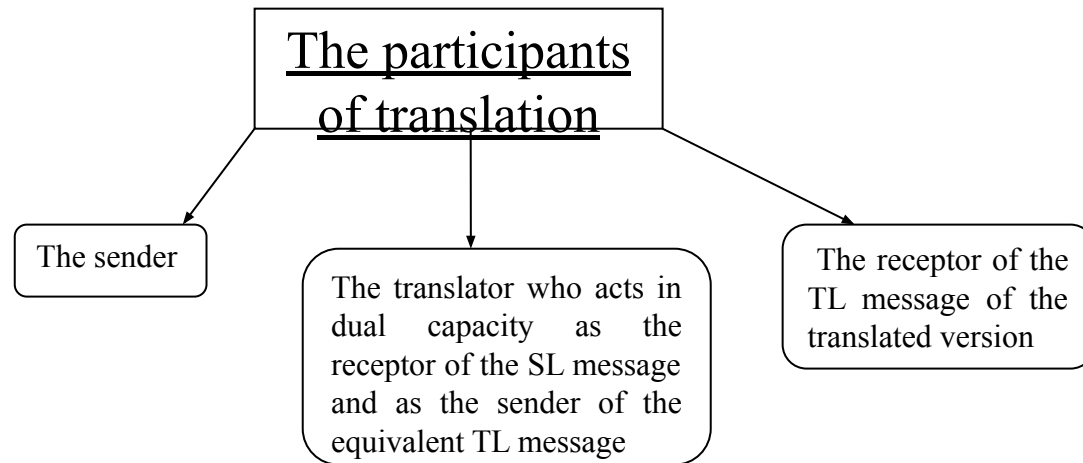 The participants
of translation
The sender
The translator who acts in
dual capacity as the
receptor of the SL message
and as the sender of the
equivalent TL message
The receptor of the
TL message of the
translated version